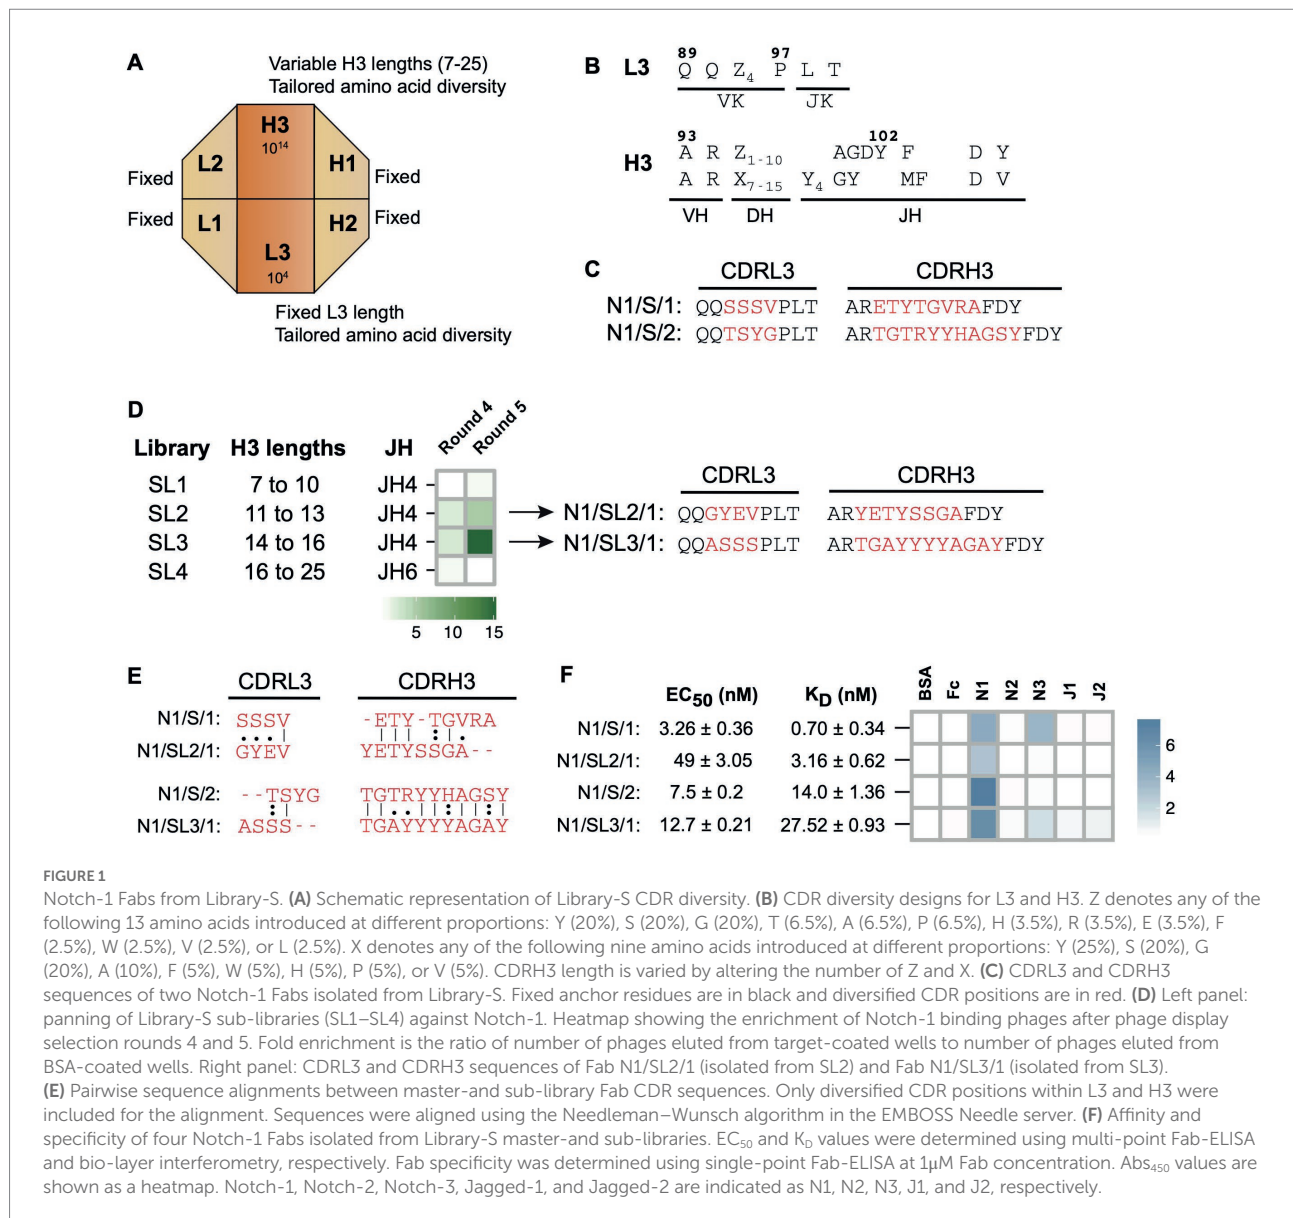 A
Variable H3 lengths (7-25)
Tailored amino acid diversity
H3
10¹⁴
L2
H1
Fixed
Fixed
Fixed
Fixed
L1
H2
L3
10⁴
Fixed L3 length
Tailored amino acid diversity
B
89 97
L3 Q Q Z₄ P L T
VK JK
93 102
H3
A R Z₁₋₁₀ AGDY F D Y
A R X₇₋₁₅ Y₄ GY MF D V
VH DH JH
C
CDRL3 CDRH3
N1/S/1: QQSSSVPLT ARETYTGVRAFDY
N1/S/2: QQTSYGPLT ARTGTRYYHAGSYFDY
D
Round 4
Round 5
Library H3 lengths JH
SL1 7 to 10 JH4
SL2 11 to 13 JH4
SL3 14 to 16 JH4
SL4 16 to 25 JH6
5 10 15
CDRL3 CDRH3
N1/SL2/1: QQGYEVPLT ARYETYSSGAFDY
N1/SL3/1: QQASSSPLT ARTGAYYYYAGAYFDY
E
CDRL3 CDRH3
N1/S/1: SSSV -ETY-TGVRA
N1/SL2/1: GYEV YETYSSGA--
N1/S/2: --TSYG TGTRYYHAGSY
N1/SL3/1: ASSS-- TGAYYYYAGAY
F
EC₅₀ (nM) K_D (nM) BSA Fc N1 N2 N3 J1 J2
N1/S/1: 3.26 ± 0.36 0.70 ± 0.34
N1/SL2/1: 49 ± 3.05 3.16 ± 0.62
N1/S/2: 7.5 ± 0.2 14.0 ± 1.36
N1/SL3/1: 12.7 ± 0.21 27.52 ± 0.93
6
4
2
FIGURE 1
Notch-1 Fabs from Library-S. (A) Schematic representation of Library-S CDR diversity. (B) CDR diversity designs for L3 and H3. Z denotes any of the
following 13 amino acids introduced at different proportions: Y (20%), S (20%), G (20%), T (6.5%), A (6.5%), P (6.5%), H (3.5%), R (3.5%), E (3.5%), F
(2.5%), W (2.5%), V (2.5%), or L (2.5%). X denotes any of the following nine amino acids introduced at different proportions: Y (25%), S (20%), G
(20%), A (10%), F (5%), W (5%), H (5%), P (5%), or V (5%). CDRH3 length is varied by altering the number of Z and X. (C) CDRL3 and CDRH3
sequences of two Notch-1 Fabs isolated from Library-S. Fixed anchor residues are in black and diversified CDR positions are in red. (D) Left panel:
panning of Library-S sub-libraries (SL1–SL4) against Notch-1. Heatmap showing the enrichment of Notch-1 binding phages after phage display
selection rounds 4 and 5. Fold enrichment is the ratio of number of phages eluted from target-coated wells to number of phages eluted from
BSA-coated wells. Right panel: CDRL3 and CDRH3 sequences of Fab N1/SL2/1 (isolated from SL2) and Fab N1/SL3/1 (isolated from SL3).
(E) Pairwise sequence alignments between master-and sub-library Fab CDR sequences. Only diversified CDR positions within L3 and H3 were
included for the alignment. Sequences were aligned using the Needleman–Wunsch algorithm in the EMBOSS Needle server. (F) Affinity and
specificity of four Notch-1 Fabs isolated from Library-S master-and sub-libraries. EC₅₀ and K_D values were determined using multi-point Fab-ELISA
and bio-layer interferometry, respectively. Fab specificity was determined using single-point Fab-ELISA at 1μM Fab concentration. Abs₄₅₀ values are
shown as a heatmap. Notch-1, Notch-2, Notch-3, Jagged-1, and Jagged-2 are indicated as N1, N2, N3, J1, and J2, respectively.